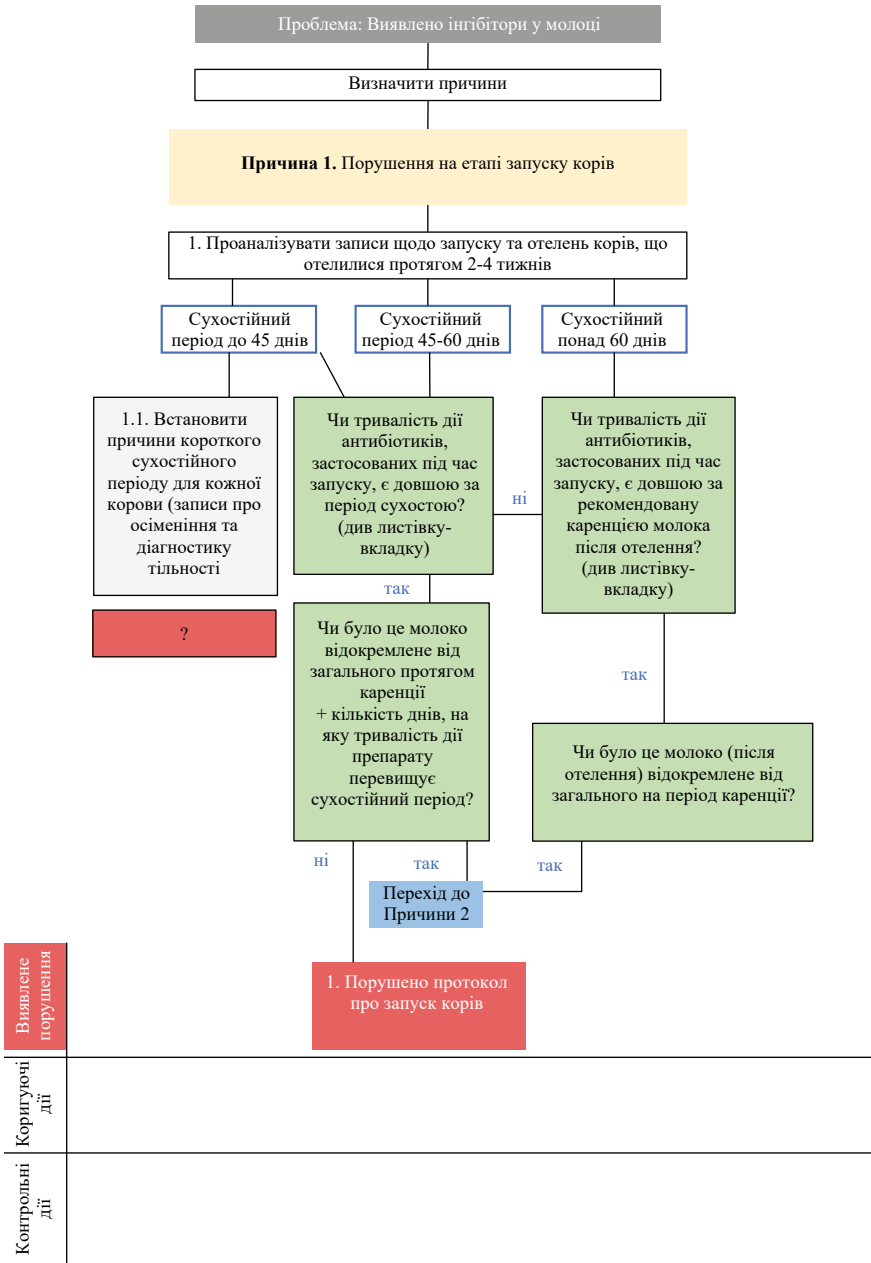 Проблема: Виявлено інгібітори у молоці
Визначити причини
Причина 1. Порушення на етапі запуску корів
1. Проаналізувати записи щодо запуску та отелень корів, що
отелилися протягом 2-4 тижнів
Сухостійний
період до 45 днів
Сухостійний
період 45-60 днів
Сухостійний
понад 60 днів
1.1. Встановити
причини короткого
сухостійного
періоду для кожної
корови (записи про
осіменіння та
діагностику
тільності
?
Чи тривалість дії
антибіотиків,
застосованих під час
запуску, є довшою за
період сухостою?
(див листівку-
вкладку)
ні
Чи тривалість дії
антибіотиків,
застосованих під час
запуску, є довшою за
рекомендовану
каренцією молока
після отелення?
(див листівку-
вкладку)
так
Чи було це молоко
відокремлене від
загального протягом
каренції
+ кількість днів, на
яку тривалість дії
препарату
перевищує
сухостійний період?
так
Чи було це молоко (після
отелення) відокремлене від
загального на період каренції?
ні
так
так
Перехід до
Причини 2
Виявлене
порушення
1. Порушено протокол
про запуск корів
Коригуючі
дії
Контрольні
дії